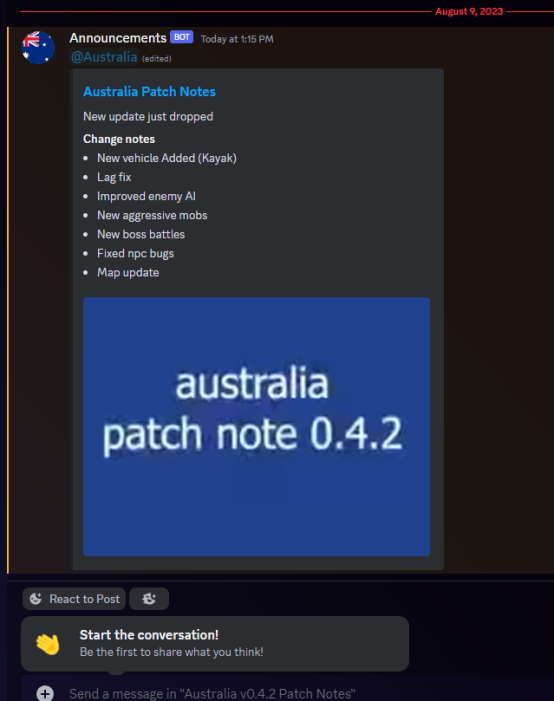 August 9, 2023
Announcements BOT Today at 1:15 PM
@Australia (edited)
Australia Patch Notes
New update just dropped
Change notes
• New vehicle Added (Kayak)
• Lag fix
• Improved enemy AI
• New aggressive mobs
• New boss battles
• Fixed npc bugs
• Map update
australia
patch note 0.4.2
React to Post
Start the conversation!
Be the first to share what you think!
Send a message in "Australia v0.4.2 Patch Notes"